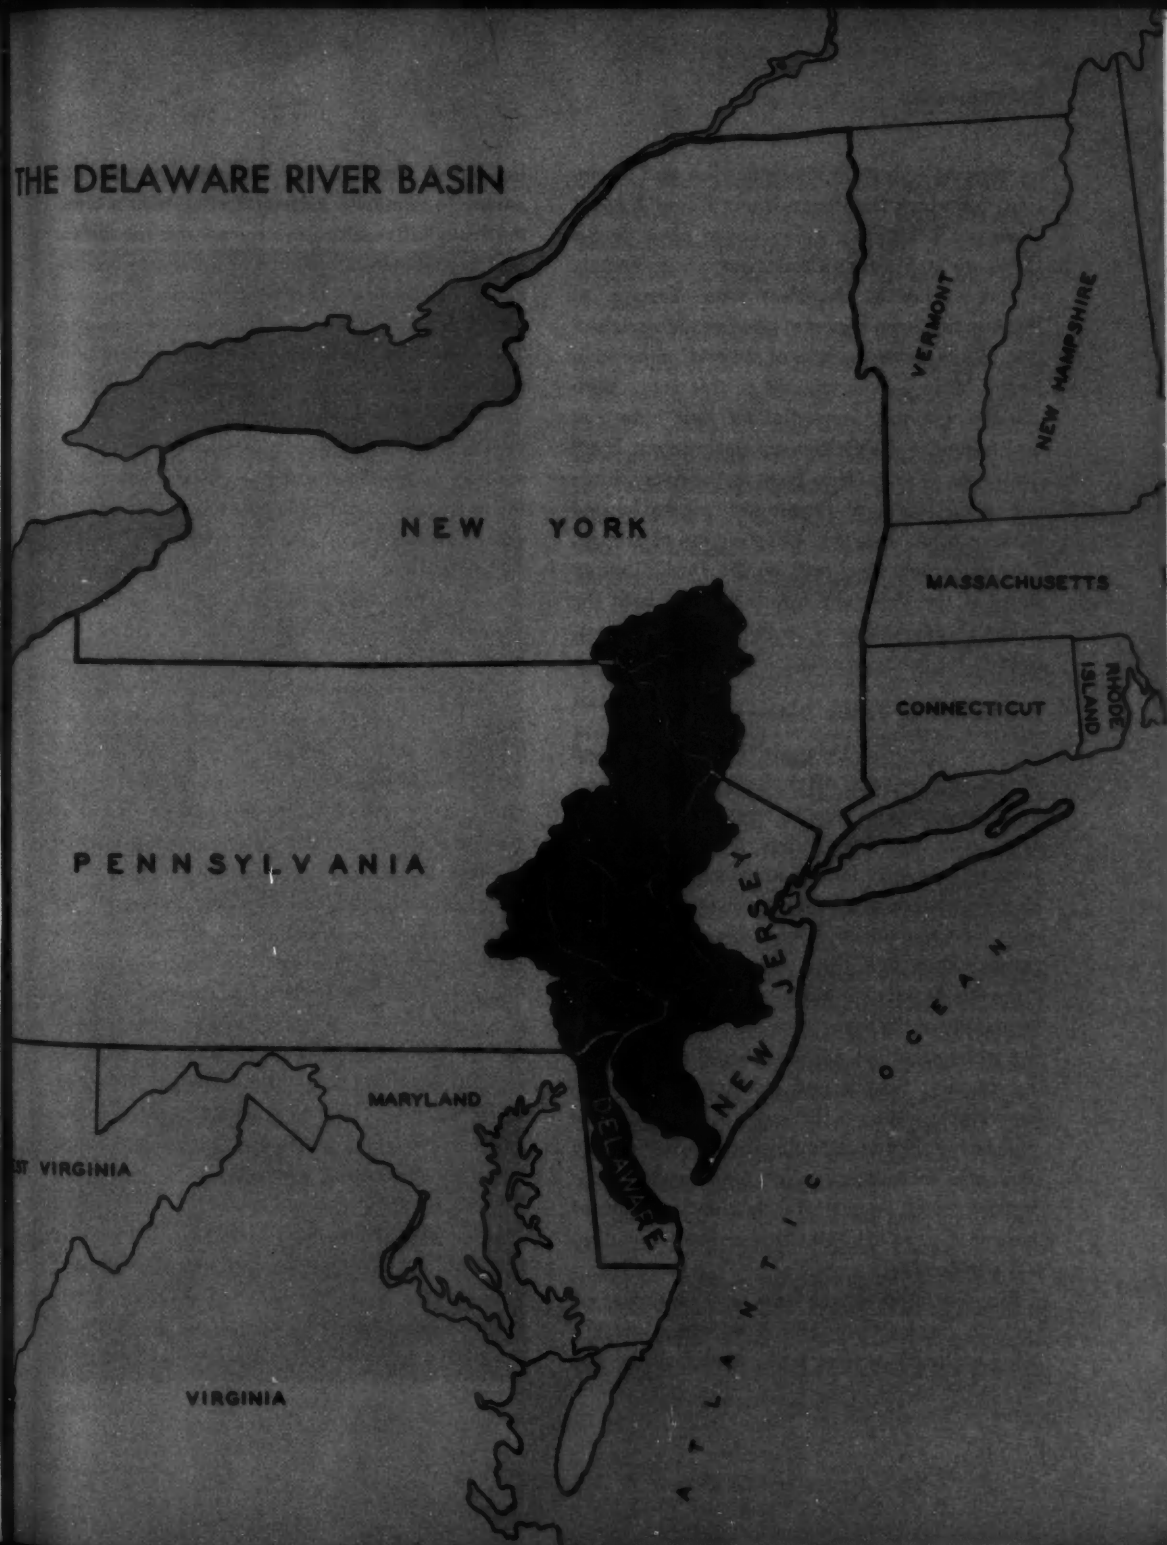 THE DELAWARE RIVER BASIN
VERMONT
NEW HAMPSHIRE
NEW YORK
MASSACHUSETTS
CONNECTICUT
RHODE
ISLAND
PENNSYLVANIA
NEW JERSEY
MARYLAND
DELAWARE
ST VIRGINIA
VIRGINIA
ATLANTIC OCEAN